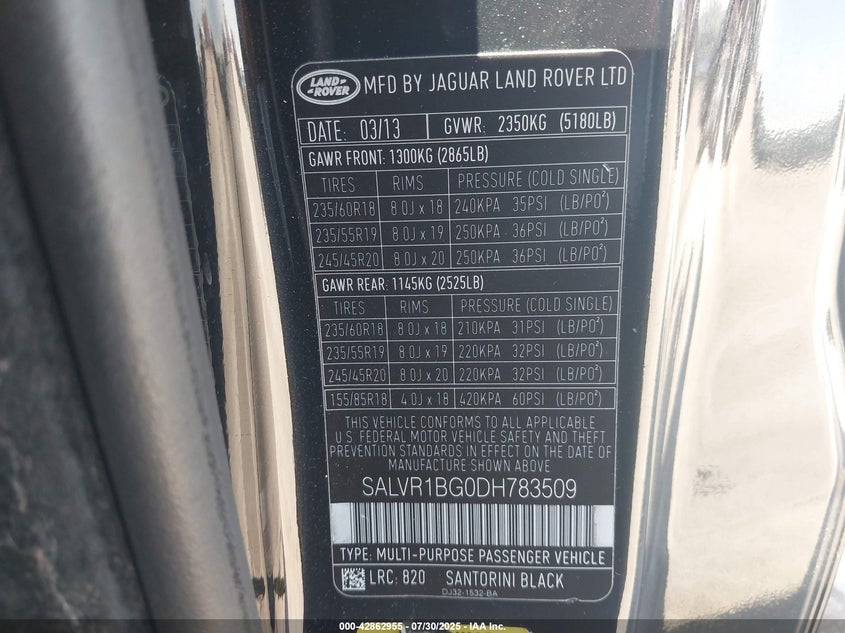 LAND ROVER
MFD BY JAGUAR LAND ROVER LTD
DATE: 03/13 GVWR: 2350KG (5180LB)
GAWR FRONT: 1300KG (2865LB)
TIRES RIMS PRESSURE (COLD SINGLE)
235/60R18 8.0J x 18 240KPA 35PSI (LB/PO²)
235/55R19 8.0J x 19 250KPA 36PSI (LB/PO²)
245/45R20 8.0J x 20 250KPA 36PSI (LB/PO²)
GAWR REAR: 1145KG (2525LB)
TIRES RIMS PRESSURE (COLD SINGLE)
235/60R18 8.0J x 18 210KPA 31PSI (LB/PO²)
235/55R19 8.0J x 19 220KPA 32PSI (LB/PO²)
245/45R20 8.0J x 20 220KPA 32PSI (LB/PO²)
155/85R18 4.0J x 18 420KPA 60PSI (LB/PO²)
THIS VEHICLE CONFORMS TO ALL APPLICABLE
U.S. FEDERAL MOTOR VEHICLE SAFETY AND THEFT
PREVENTION STANDARDS IN EFFECT ON THE DATE OF
MANUFACTURE SHOWN ABOVE
SALVR1BG0DH783509
TYPE: MULTI-PURPOSE PASSENGER VEHICLE
LRC: 820 SANTORINI BLACK
DJ32-1532-BA
000-42862955 - 07/30/2025 - IAA Inc.